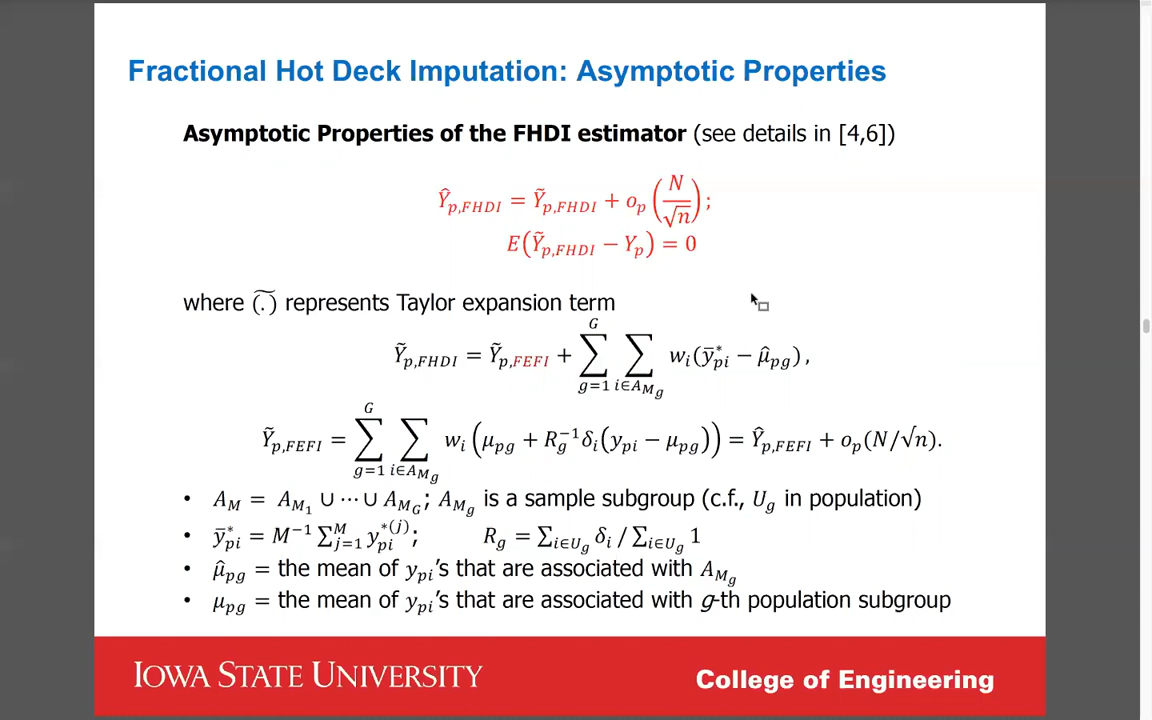 Fractional Hot Deck Imputation: Asymptotic Properties
Asymptotic Properties of the FHDI estimator (see details in [4,6])
Ŷ_{p,FHDI} = Ỹ_{p,FHDI} + o_p(N/√n);
E(Ỹ_{p,FHDI} − Y_p) = 0
where (.)̃ represents Taylor expansion term
Ỹ_{p,FHDI} = Ỹ_{p,FEFI} + ∑_{g=1}^{G} ∑_{i∈A_{M_g}} w_i(ȳ*_{pi} − μ̂_{pg}),
Ỹ_{p,FEFI} = ∑_{g=1}^{G} ∑_{i∈A_{M_g}} w_i(μ_{pg} + R_g^{−1}δ_i(y_{pi} − μ_{pg})) = Ŷ_{p,FEFI} + o_p(N/√n).
• A_M = A_{M_1} ∪ ⋯ ∪ A_{M_G}; A_{M_g} is a sample subgroup (c.f., U_g in population)
• ȳ*_{pi} = M^{−1} ∑_{j=1}^{M} y_{pi}^{*(j)}; R_g = ∑_{i∈U_g} δ_i / ∑_{i∈U_g} 1
• μ̂_{pg} = the mean of y_{pi}'s that are associated with A_{M_g}
• μ_{pg} = the mean of y_{pi}'s that are associated with g-th population subgroup
IOWA STATE UNIVERSITY
College of Engineering